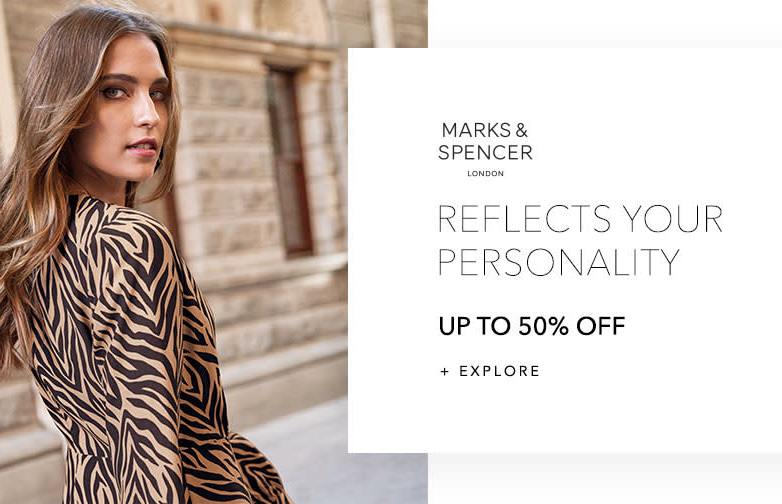 MARKS &
SPENCER
LONDON
REFLECTS YOUR
PERSONALITY
UP TO 50% OFF
+ EXPLORE